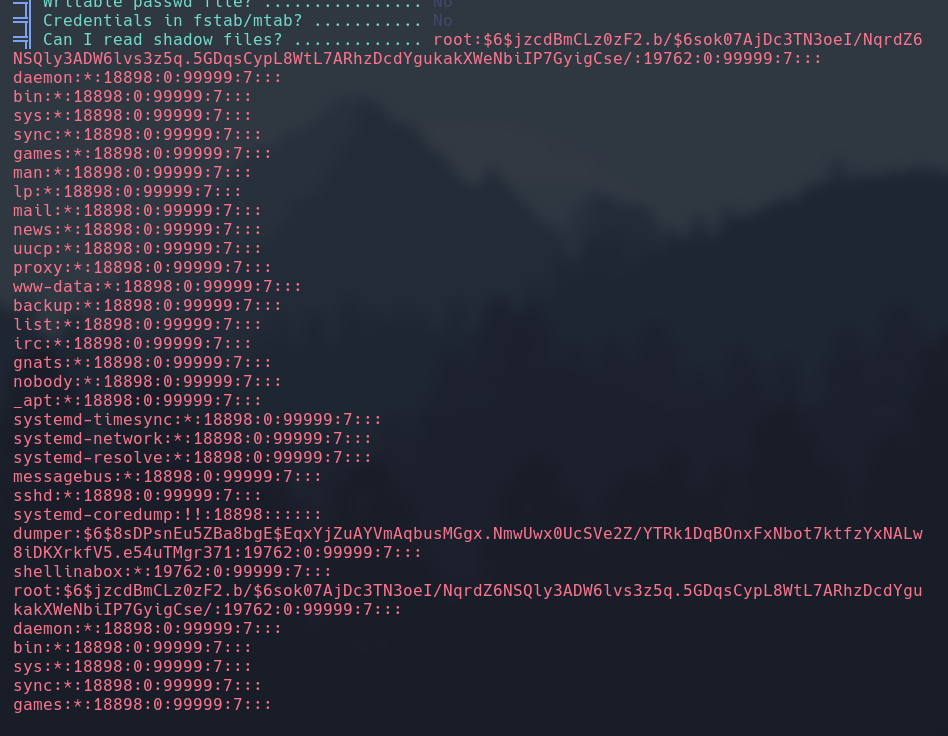 Writable passwd file? ................ No
Credentials in fstab/mtab? ........... No
Can I read shadow files? ............. root:$6$jzcdBmCLz0zF2.b/$6sok07AjDc3TN3oeI/NqrdZ6
NSQly3ADW6lvs3z5q.5GDqsCypL8WtL7ARhzDcdYgukakXWeNbiIP7GyigCse/:19762:0:99999:7:::
daemon:*:18898:0:99999:7:::
bin:*:18898:0:99999:7:::
sys:*:18898:0:99999:7:::
sync:*:18898:0:99999:7:::
games:*:18898:0:99999:7:::
man:*:18898:0:99999:7:::
lp:*:18898:0:99999:7:::
mail:*:18898:0:99999:7:::
news:*:18898:0:99999:7:::
uucp:*:18898:0:99999:7:::
proxy:*:18898:0:99999:7:::
www-data:*:18898:0:99999:7:::
backup:*:18898:0:99999:7:::
list:*:18898:0:99999:7:::
irc:*:18898:0:99999:7:::
gnats:*:18898:0:99999:7:::
nobody:*:18898:0:99999:7:::
_apt:*:18898:0:99999:7:::
systemd-timesync:*:18898:0:99999:7:::
systemd-network:*:18898:0:99999:7:::
systemd-resolve:*:18898:0:99999:7:::
messagebus:*:18898:0:99999:7:::
sshd:*:18898:0:99999:7:::
systemd-coredump:!!:18898::::::
dumper:$6$8sDPsnEu5ZBa8bgE$EqxYjZuAYVmAqbusMGgx.NmwUwx0UcSVe2Z/YTRk1DqBOnxFxNbot7ktfzYxNALw
8iDKXrkfV5.e54uTMgr371:19762:0:99999:7:::
shellinabox:*:19762:0:99999:7:::
root:$6$jzcdBmCLz0zF2.b/$6sok07AjDc3TN3oeI/NqrdZ6NSQly3ADW6lvs3z5q.5GDqsCypL8WtL7ARhzDcdYgu
kakXWeNbiIP7GyigCse/:19762:0:99999:7:::
daemon:*:18898:0:99999:7:::
bin:*:18898:0:99999:7:::
sys:*:18898:0:99999:7:::
sync:*:18898:0:99999:7:::
games:*:18898:0:99999:7:::